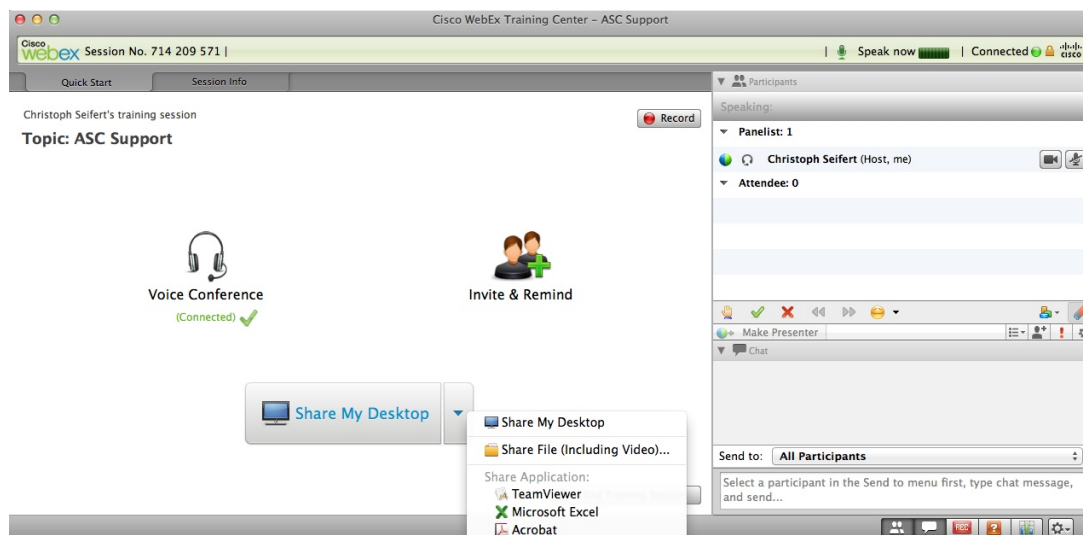 Cisco WebEx Training Center – ASC Support
Cisco webex Session No. 714 209 571 |
| Speak now | Connected
cisco
Quick Start
Session Info
Christoph Seifert's training session
Record
Topic: ASC Support
Voice Conference
(Connected)
Invite & Remind
Share My Desktop
Share My Desktop
Share File (Including Video)...
Share Application:
TeamViewer
Microsoft Excel
Acrobat
Participants
Speaking:
Panelist: 1
Christoph Seifert (Host, me)
Attendee: 0
Make Presenter
Chat
Send to: All Participants
Select a participant in the Send to menu first, type chat message,
and send...
REC